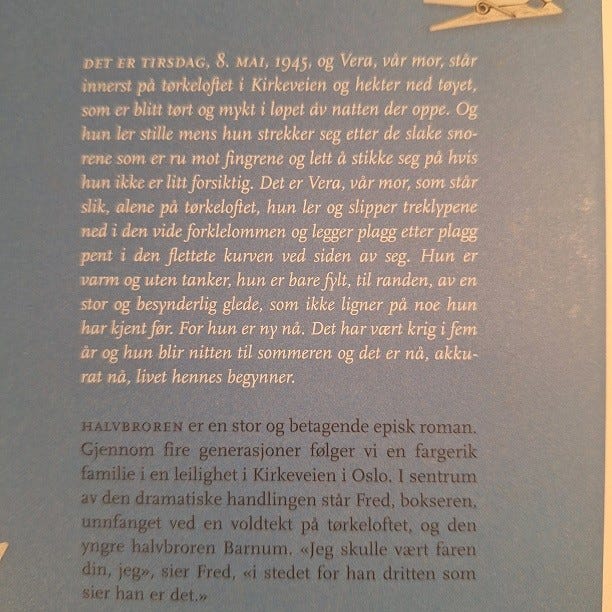 DET ER TIRSDAG, 8. MAI, 1945, og Vera, vår mor, står
innerst på tørkeloftet i Kirkeveien og hekter ned tøyet,
som er blitt tørt og mykt i løpet av natten der oppe. Og
hun ler stille mens hun strekker seg etter de slake sno-
rene som er ru mot fingrene og lett å stikke seg på hvis
hun ikke er litt forsiktig. Det er Vera, vår mor, som står
slik, alene på tørkeloftet, hun ler og slipper treklypene
ned i den vide forklelommen og legger plagg etter plagg
pent i den flettete kurven ved siden av seg. Hun er
varm og uten tanker, hun er bare fylt, til randen, av en
stor og besynderlig glede, som ikke ligner på noe hun
har kjent før. For hun er ny nå. Det har vært krig i fem
år og hun blir nitten til sommeren og det er nå, akku-
rat nå, livet hennes begynner.
HALVBROREN er en stor og betagende episk roman.
Gjennom fire generasjoner følger vi en fargerik
familie i en leilighet i Kirkeveien i Oslo. I sentrum
av den dramatiske handlingen står Fred, bokseren,
unnfanget ved en voldtekt på tørkeloftet, og den
yngre halvbroren Barnum. «Jeg skulle vært faren
din, jeg», sier Fred, «i stedet for han dritten som
sier han er det.»